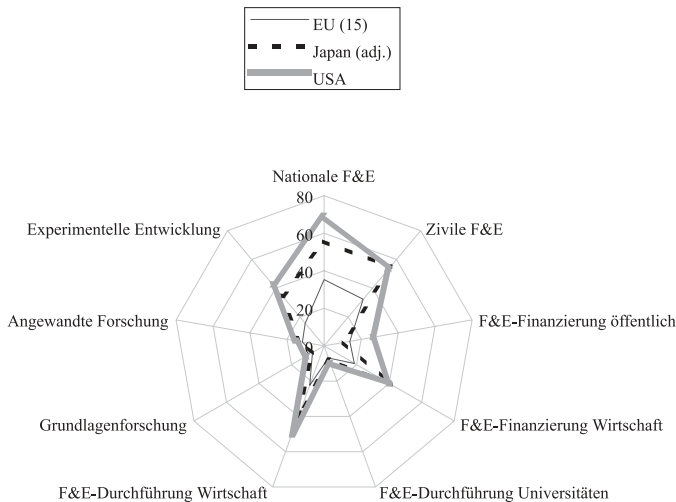 EU (15)
Japan (adj.)
USA
Nationale F&E
80
Experimentelle Entwicklung
Zivile F&E
60
40
Angewandte Forschung
F&E-Finanzierung öffentlich
20
0
Grundlagenforschung
F&E-Finanzierung Wirtschaft
F&E-Durchführung Wirtschaft
F&E-Durchführung Universitäten